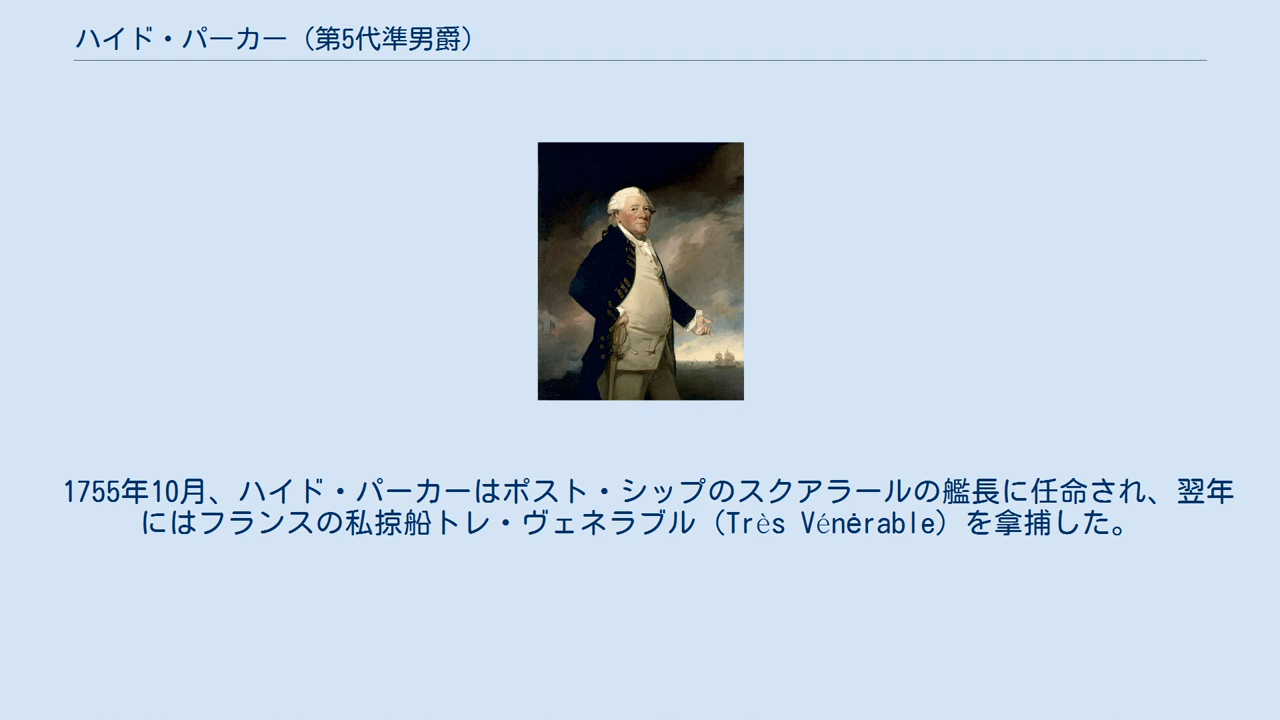 ハイド・パーカー（第5代準男爵）
1755年10月、ハイド・パーカーはポスト・シップのスクアラールの艦長に任命され、翌年
にはフランスの私掠船トレ・ヴェネラブル（Très Vénėrable）を拿捕した。